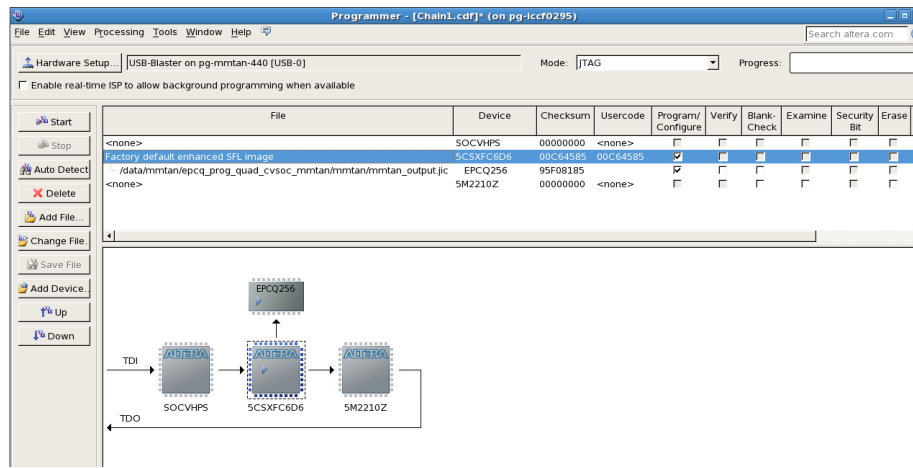 Programmer - [Chain1.cdf]* (on pg-iccf0295)
File Edit View Processing Tools Window Help
Search altera.com
Hardware Setup... USB-Blaster on pg-mmtan-440 [USB-0] Mode: JTAG Progress:
Enable real-time ISP to allow background programming when available
Start
Stop
Auto Detect
Delete
Add File...
Change File.
Save File
Add Device.
Up
Down
File Device Checksum Usercode Program/Configure Verify Blank-Check Examine Security Bit Erase
<none> SOCVHPS 00000000 <none>
Factory default enhanced SFL image 5CSXFC6D6 00C64585 00C64585
/data/mmtan/epcq_prog_quad_cvsoc_mmtan/mmtan/mmtan_output.jic EPCQ256 95F08185
<none> 5M2210Z 00000000 <none>
EPCQ256
TDI
ALTERA ALTERA ALTERA
SOCVHPS 5CSXFC6D6 5M2210Z
TDO